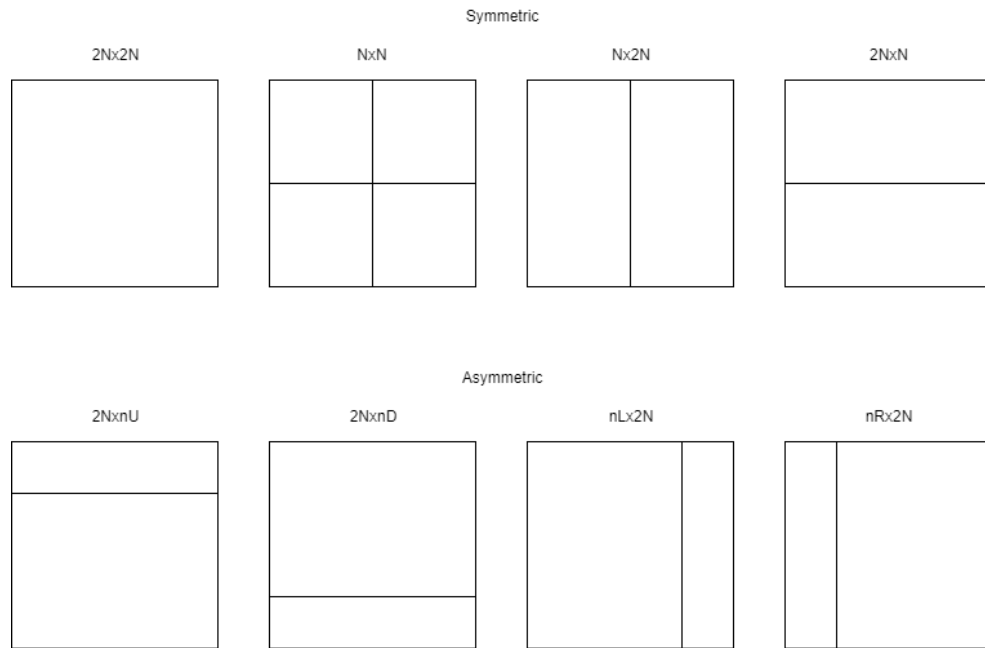 Symmetric
2Nx2N
NxN
Nx2N
2NxN
Asymmetric
2NxnU
2NxnD
nLx2N
nRx2N